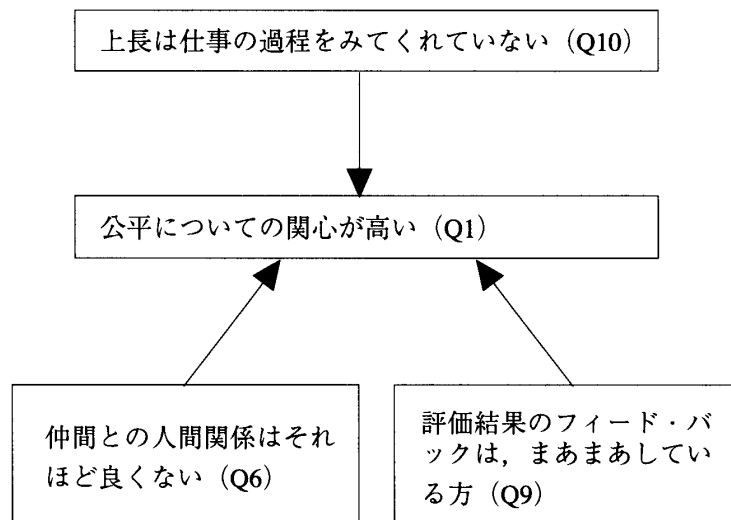 上長は仕事の過程をみてくれていない（Q10）
公平についての関心が高い（Q1）
仲間との人間関係はそれ
ほど良くない（Q6）
評価結果のフィード・バ
ックは，まあまあしてい
る方（Q9）